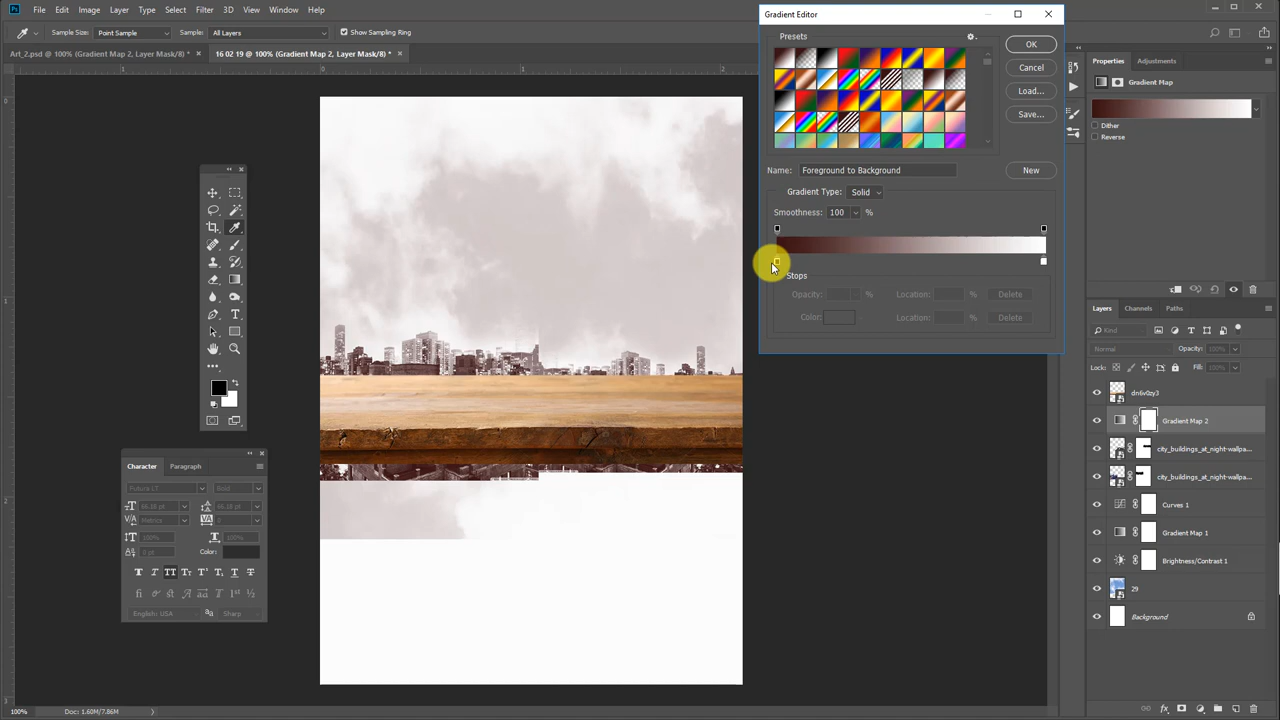 Ps File Edit Image Layer Type Select Filter 3D View Window Help
Sample Size: Point Sample Sample: All Layers Show Sampling Ring
Art_2.psd @ 100% (Gradient Map 2, Layer Mask/8) * × 16 02 19 @ 100% (Gradient Map 2, Layer Mask/8) * ×
Gradient Editor
Presets
OK
Cancel
Load...
Save...
Name: Foreground to Background New
Gradient Type: Solid
Smoothness: 100 %
Stops
Opacity: % Location: % Delete
Color: Location: % Delete
Properties Adjustments
Gradient Map
Dither
Reverse
Character Paragraph
Futura LT Bold
66.18 pt 66.18 pt
Metrics 0
100% 100%
0 pt Color:
English: USA Sharp
Layers Channels Paths
Kind
Normal Opacity: 100%
Lock: Fill: 100%
dn6v0zy3
Gradient Map 2
city_buildings_at_night-wallpa...
city_buildings_at_night-wallpa...
Curves 1
Gradient Map 1
Brightness/Contrast 1
29
Background
100% Doc: 1.60M/7.86M